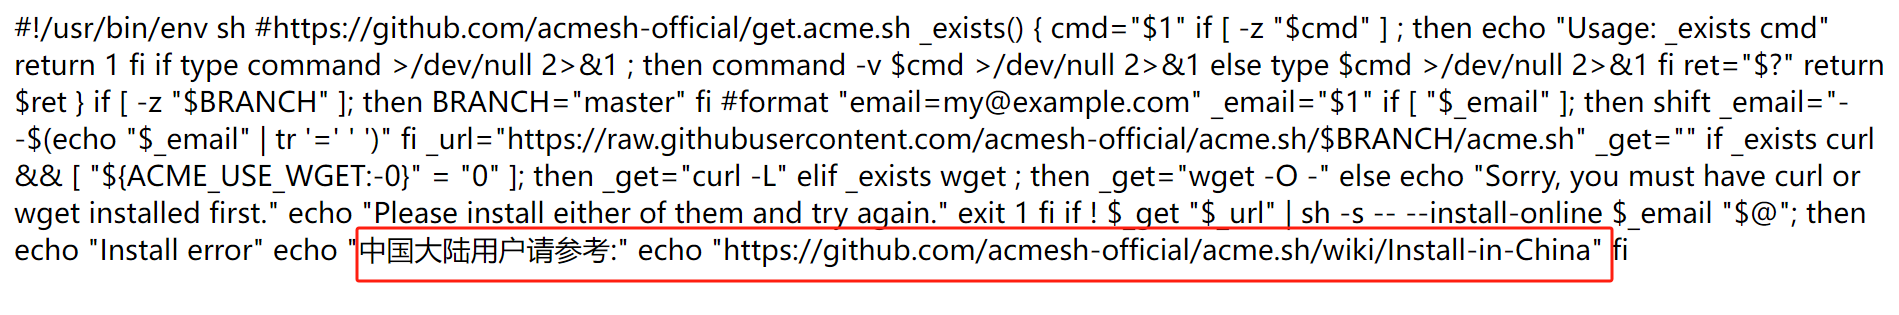 #!/usr/bin/env sh #https://github.com/acmesh-official/get.acme.sh _exists() { cmd="$1" if [ -z "$cmd" ] ; then echo "Usage: _exists cmd"
return 1 fi if type command >/dev/null 2>&1 ; then command -v $cmd >/dev/null 2>&1 else type $cmd >/dev/null 2>&1 fi ret="$?" return
$ret } if [ -z "$BRANCH" ]; then BRANCH="master" fi #format "email=my@example.com" _email="$1" if [ "$_email" ]; then shift _email="-
-$(echo "$_email" | tr '=' ' ')" fi _url="https://raw.githubusercontent.com/acmesh-official/acme.sh/$BRANCH/acme.sh" _get="" if _exists curl
&& [ "${ACME_USE_WGET:-0}" = "0" ]; then _get="curl -L" elif _exists wget ; then _get="wget -O -" else echo "Sorry, you must have curl or
wget installed first." echo "Please install either of them and try again." exit 1 fi if ! $_get "$_url" | sh -s -- --install-online $_email "$@"; then
echo "Install error" echo "中国大陆用户请参考:" echo "https://github.com/acmesh-official/acme.sh/wiki/Install-in-China" fi